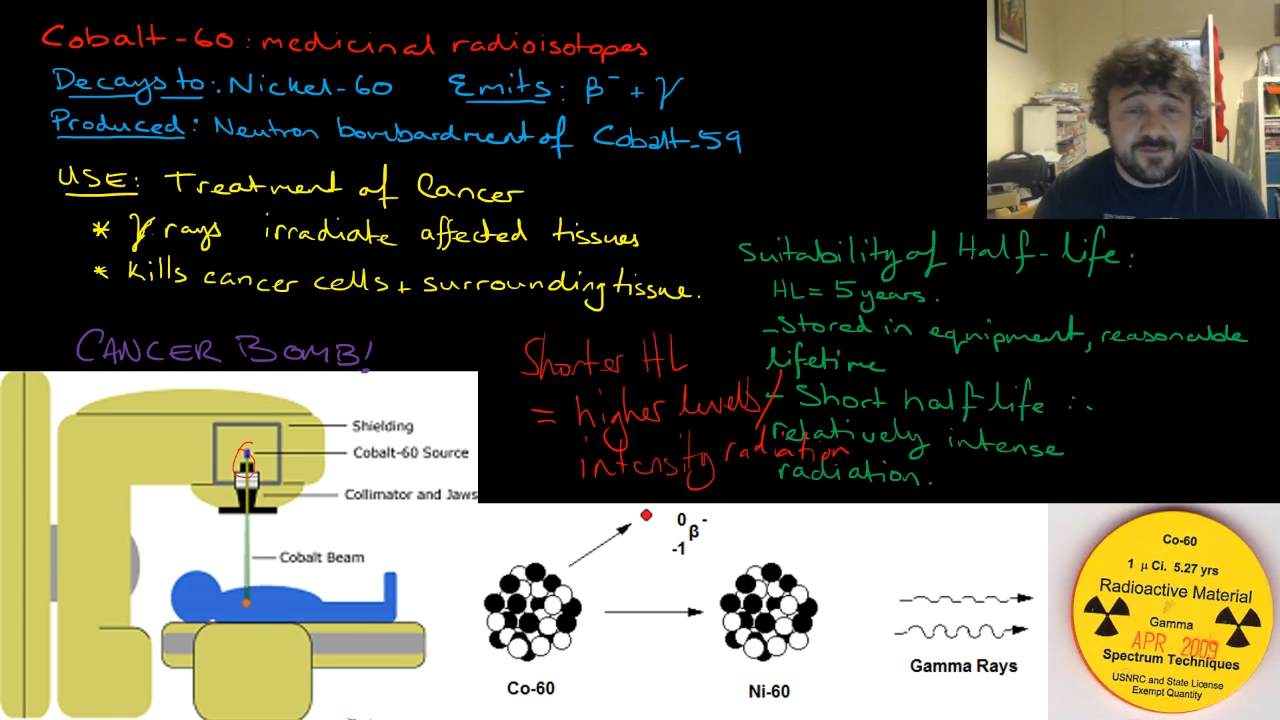 Cobalt-60: medicinal radioisotopes
Decays to: Nickel-60 Emits: β⁻ + γ
Produced: Neutron bombardment of Cobalt-59
USE: Treatment of Cancer
* γ rays irradiate affected tissues
* Kills cancer cells + surrounding tissue.
CANCER BOMB!
Suitability of Half-life:
HL = 5 years.
- Stored in equipment, reasonable
lifetime
- Short half life ∴
relatively intense
radiation.
Shorter HL
= higher levels/
intensity radiation
Shielding
Cobalt-60 Source
Collimator and Jaws
Cobalt Beam
0
β -
-1
Co-60
Ni-60
Gamma Rays
Co-60
1 μ Ci. 5.27 yrs
Radioactive Material
Gamma
APR 2009
Spectrum Techniques
USNRC and State License
Exempt Quantity